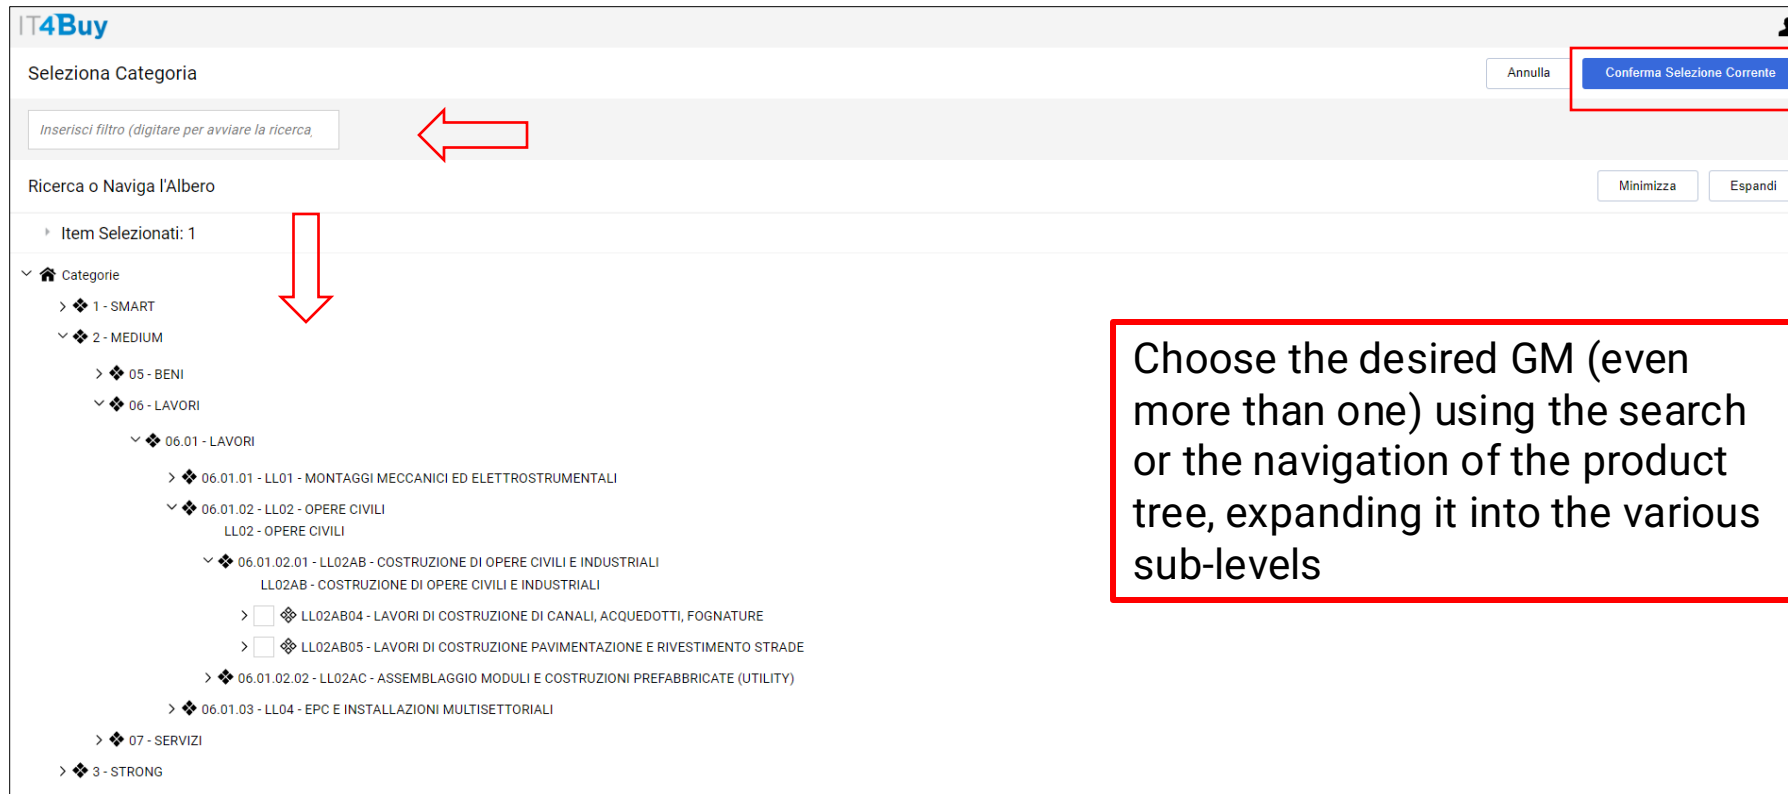 IT4Buy
Seleziona Categoria
Annulla
Conferma Selezione Corrente
Inserisci filtro (digitare per avviare la ricerca,
Ricerca o Naviga l'Albero
Minimizza
Espandi
Item Selezionati: 1
Categorie
1 - SMART
2 - MEDIUM
05 - BENI
06 - LAVORI
06.01 - LAVORI
06.01.01 - LL01 - MONTAGGI MECCANICI ED ELETTROSTRUMENTALI
06.01.02 - LL02 - OPERE CIVILI
LL02 - OPERE CIVILI
06.01.02.01 - LL02AB - COSTRUZIONE DI OPERE CIVILI E INDUSTRIALI
LL02AB - COSTRUZIONE DI OPERE CIVILI E INDUSTRIALI
LL02AB04 - LAVORI DI COSTRUZIONE DI CANALI, ACQUEDOTTI, FOGNATURE
LL02AB05 - LAVORI DI COSTRUZIONE PAVIMENTAZIONE E RIVESTIMENTO STRADE
06.01.02.02 - LL02AC - ASSEMBLAGGIO MODULI E COSTRUZIONI PREFABBRICATE (UTILITY)
06.01.03 - LL04 - EPC E INSTALLAZIONI MULTISETTORIALI
07 - SERVIZI
3 - STRONG
Choose the desired GM (even
more than one) using the search
or the navigation of the product
tree, expanding it into the various
sub-levels